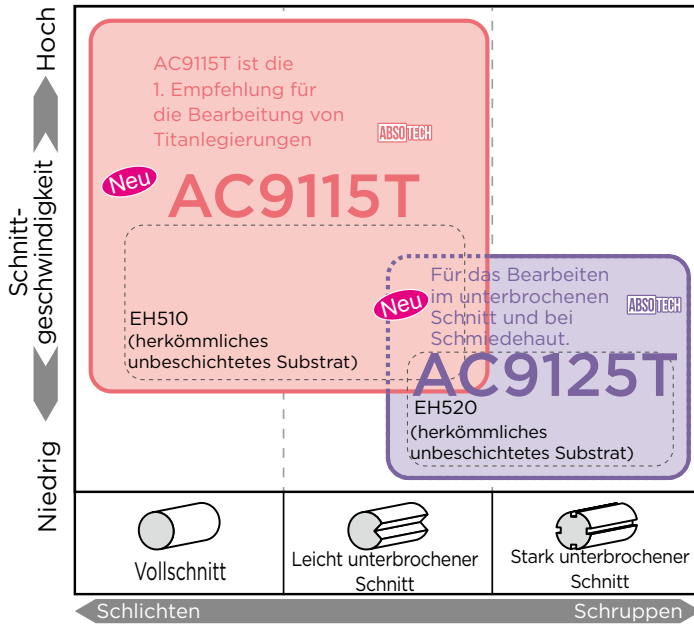 Hoch
Schnitt-
geschwindigkeit
Niedrig
AC9115T ist die
1. Empfehlung für
die Bearbeitung von
Titanlegierungen
ABSOTECH
Neu
AC9115T
EH510
(herkömmliches
unbeschichtetes Substrat)
Für das Bearbeiten
im unterbrochenen
Schnitt und bei
Schmiedehaut.
Neu
ABSOTECH
AC9125T
EH520
(herkömmliches
unbeschichtetes Substrat)
Vollschnitt
Leicht unterbrochener
Schnitt
Stark unterbrochener
Schnitt
Schlichten
Schruppen